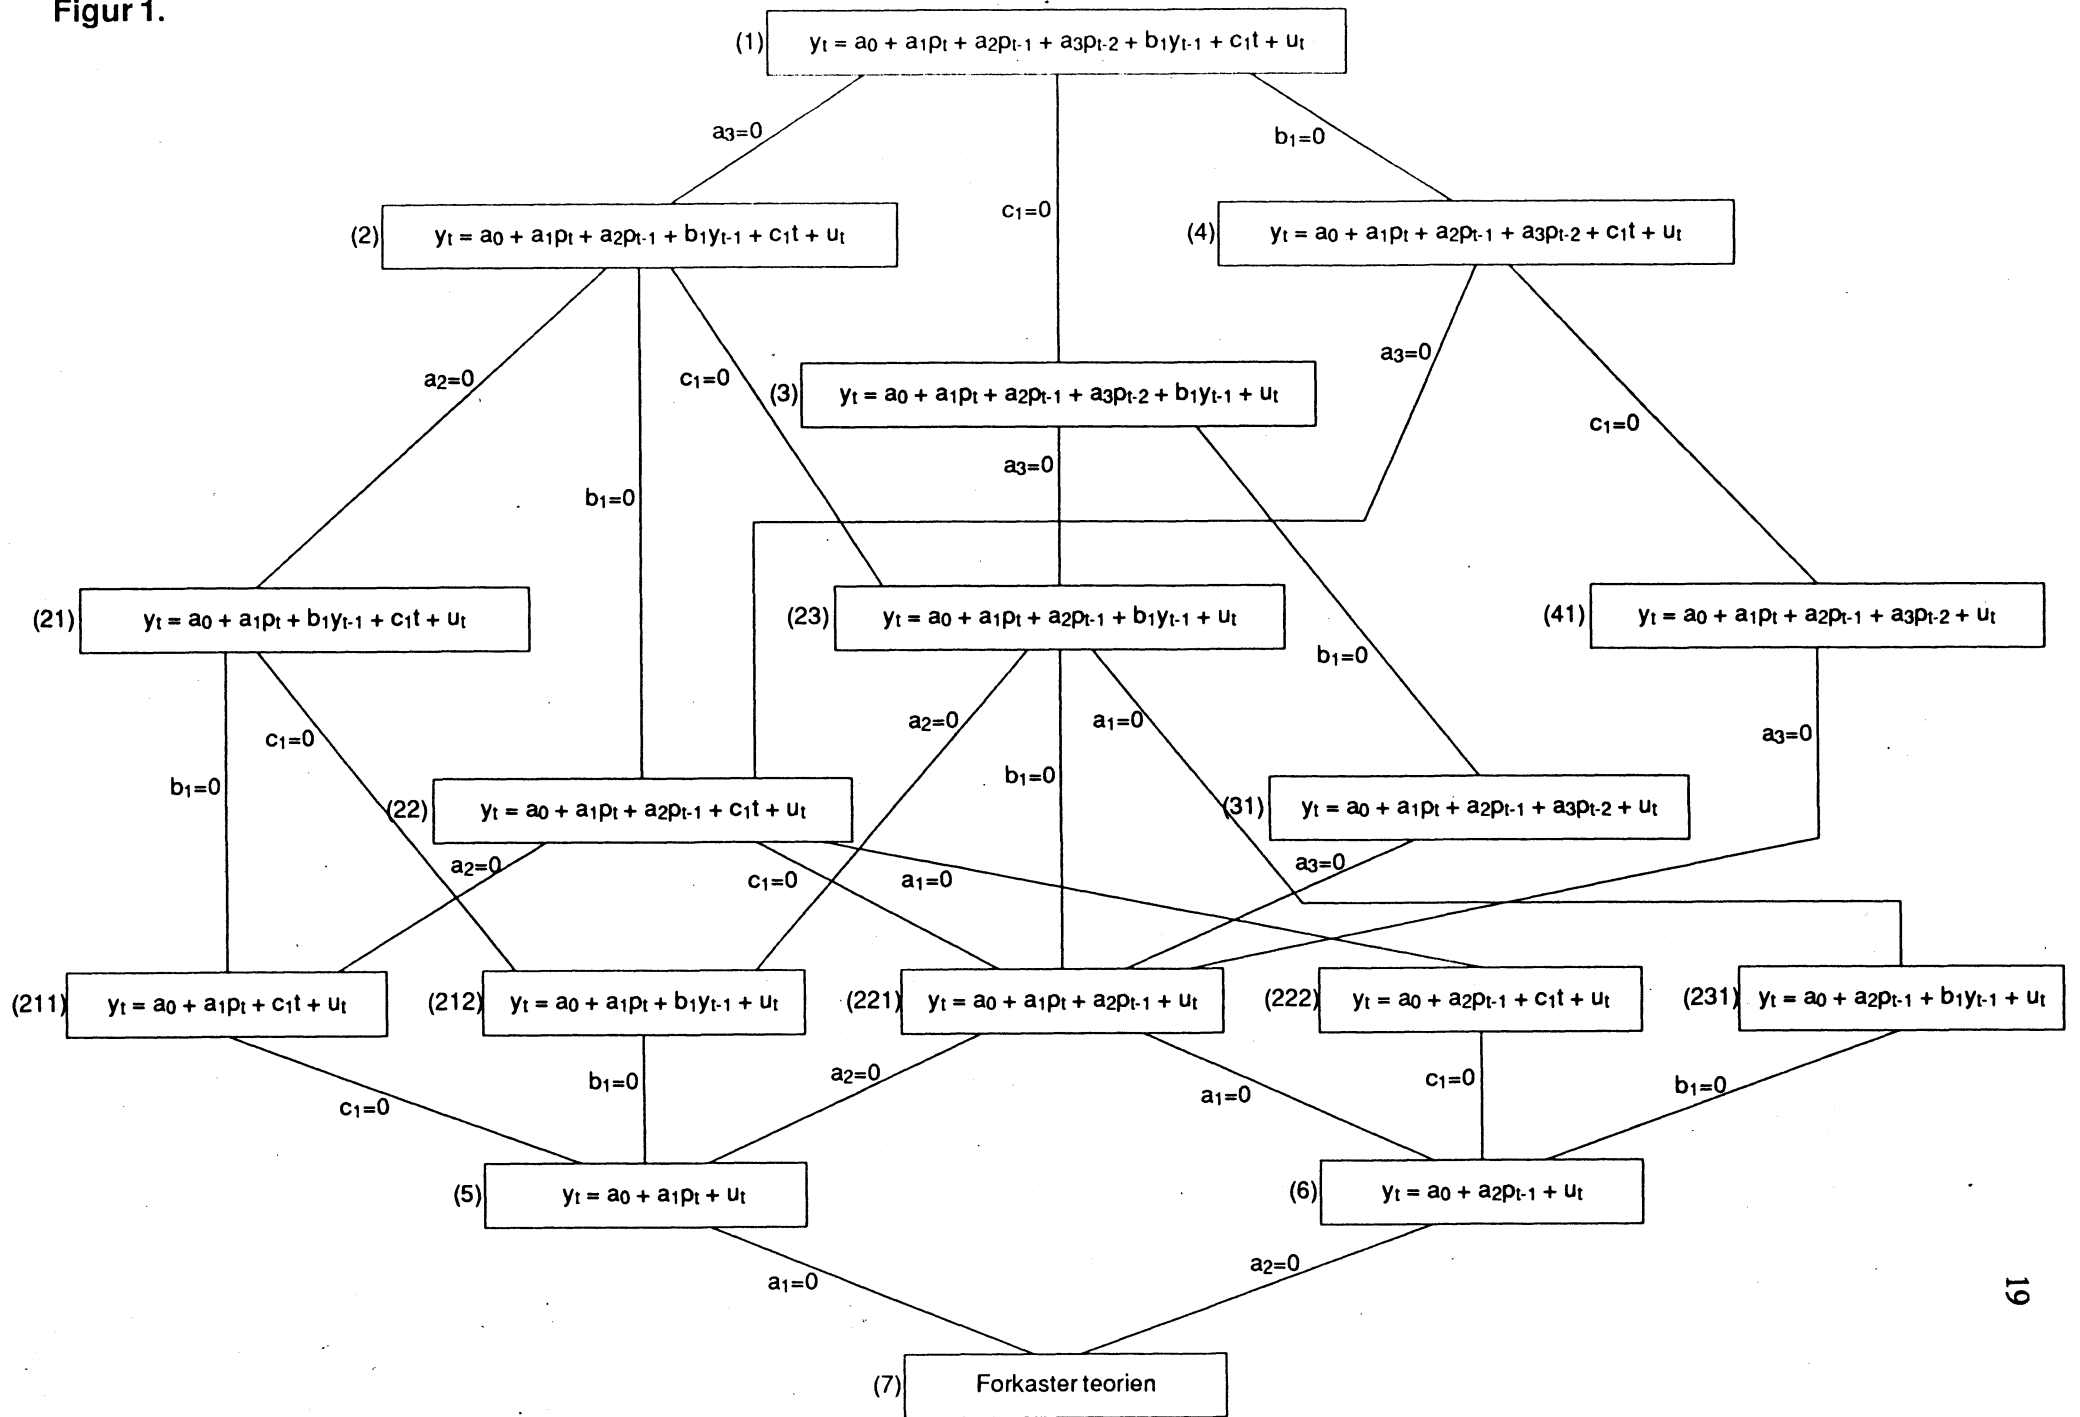 Figur 1.
(1) yt = a0 + a1pt + a2pt-1 + a3pt-2 + b1yt-1 + c1t + ut
a3=0
b1=0
c1=0
(2) yt = a0 + a1pt + a2pt-1 + b1yt-1 + c1t + ut
(4) yt = a0 + a1pt + a2pt-1 + a3pt-2 + c1t + ut
a2=0
c1=0
a3=0
(3) yt = a0 + a1pt + a2pt-1 + a3pt-2 + b1yt-1 + ut
c1=0
a3=0
b1=0
(21) yt = a0 + a1pt + b1yt-1 + c1t + ut
(23) yt = a0 + a1pt + a2pt-1 + b1yt-1 + ut
(41) yt = a0 + a1pt + a2pt-1 + a3pt-2 + ut
b1=0
c1=0
a2=0
a1=0
a3=0
b1=0
b1=0
(22) yt = a0 + a1pt + a2pt-1 + c1t + ut
(31) yt = a0 + a1pt + a2pt-1 + a3pt-2 + ut
a2=0
c1=0
a1=0
a3=0
(211) yt = a0 + a1pt + c1t + ut
(212) yt = a0 + a1pt + b1yt-1 + ut
(221) yt = a0 + a1pt + a2pt-1 + ut
(222) yt = a0 + a2pt-1 + c1t + ut
(231) yt = a0 + a2pt-1 + b1yt-1 + ut
c1=0
b1=0
a2=0
a1=0
c1=0
b1=0
(5) yt = a0 + a1pt + ut
(6) yt = a0 + a2pt-1 + ut
a1=0
a2=0
(7) Forkaster teorien
19